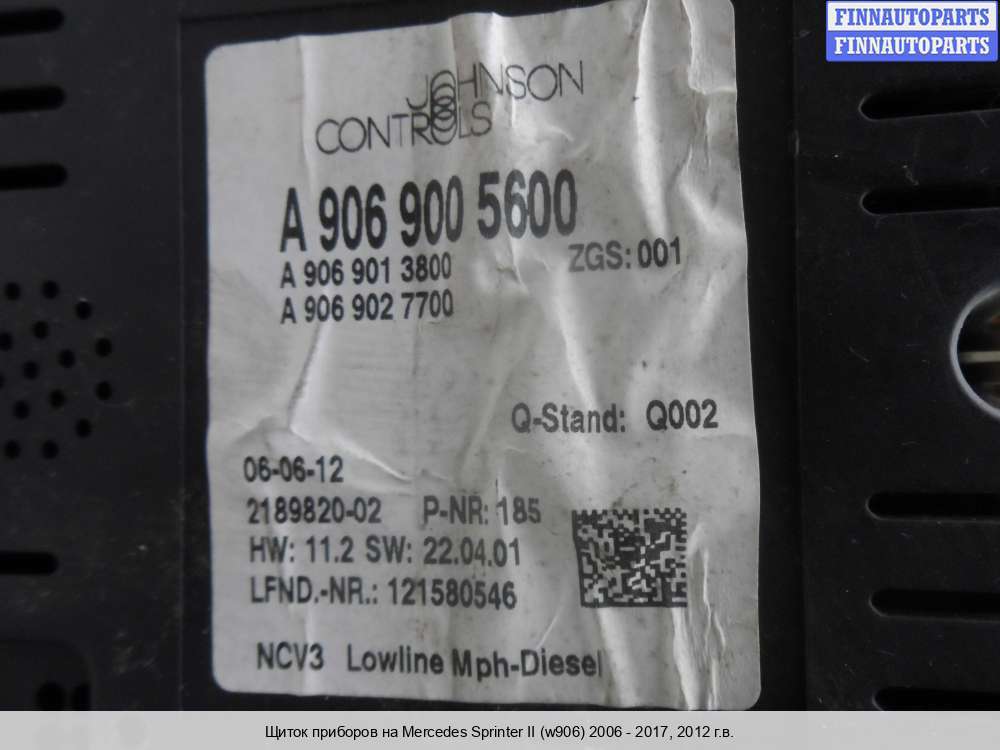 FINNAUTOPARTS
FINNAUTOPARTS
JOHNSON
CONTROLS
A 906 900 5600
A 906 901 3800
ZGS: 001
A 906 902 7700
Q-Stand: Q002
06-06-12
2189820-02 P-NR: 185
HW: 11.2 SW: 22.04.01
LFND.-NR.: 121580546
NCV3 Lowline Mph-Diesel
Щиток приборов на Mercedes Sprinter II (w906) 2006 - 2017, 2012 г.в.